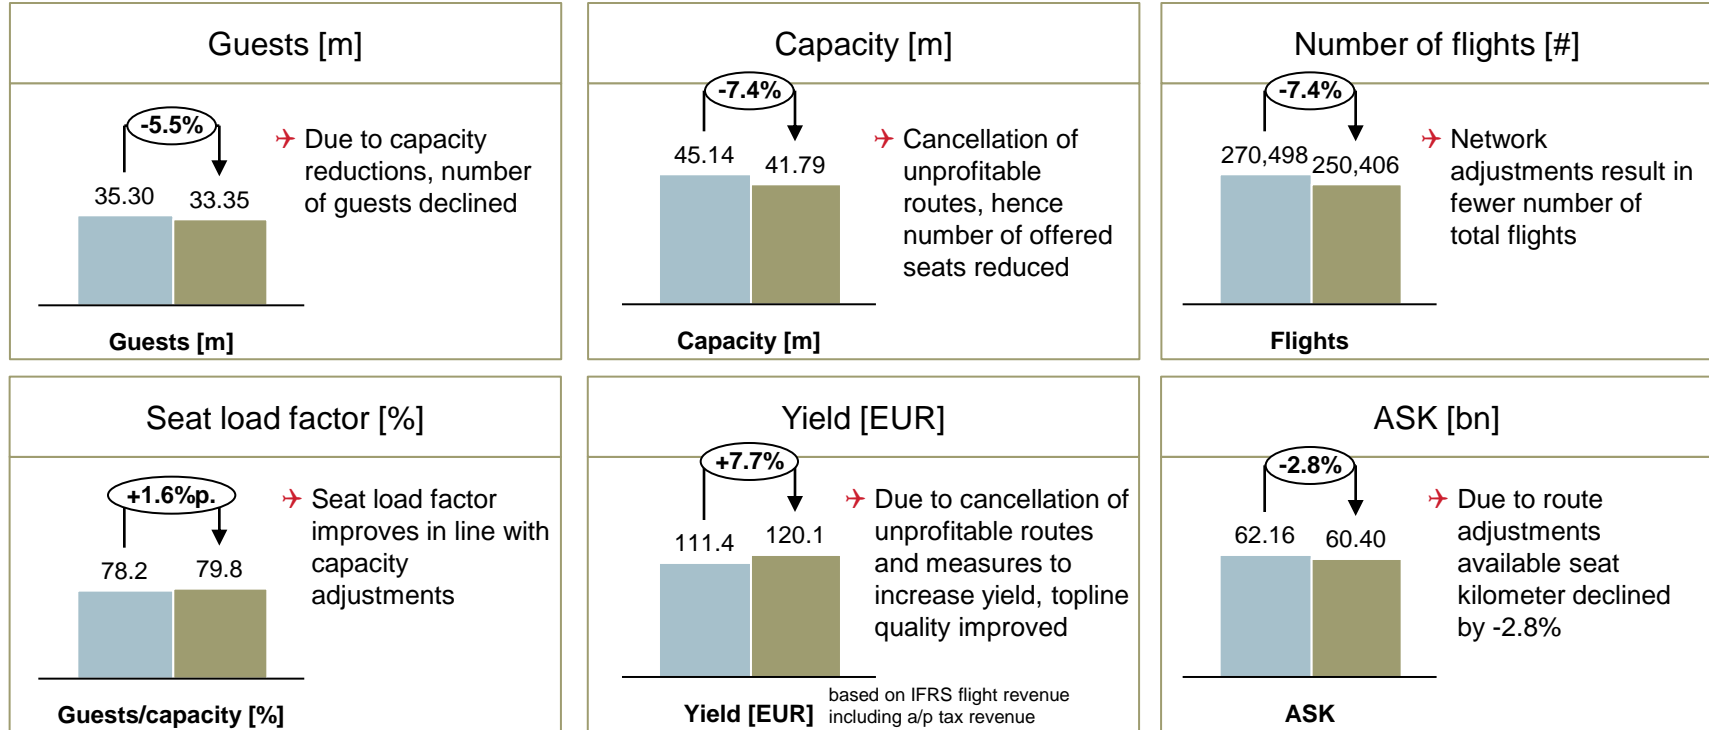 Guests [m]
-5.5%
35.30
33.35
Due to capacity
reductions, number
of guests declined
Guests [m]
Capacity [m]
-7.4%
45.14
41.79
Cancellation of
unprofitable
routes, hence
number of offered
seats reduced
Capacity [m]
Number of flights [#]
-7.4%
270,498
250,406
Network
adjustments result in
fewer number of
total flights
Flights
Seat load factor [%]
+1.6%p.
78.2
79.8
Seat load factor
improves in line with
capacity
adjustments
Guests/capacity [%]
Yield [EUR]
+7.7%
111.4
120.1
Due to cancellation of
unprofitable routes
and measures to
increase yield, topline
quality improved
Yield [EUR]
based on IFRS flight revenue
including a/p tax revenue
ASK [bn]
-2.8%
62.16
60.40
Due to route
adjustments
available seat
kilometer declined
by -2.8%
ASK